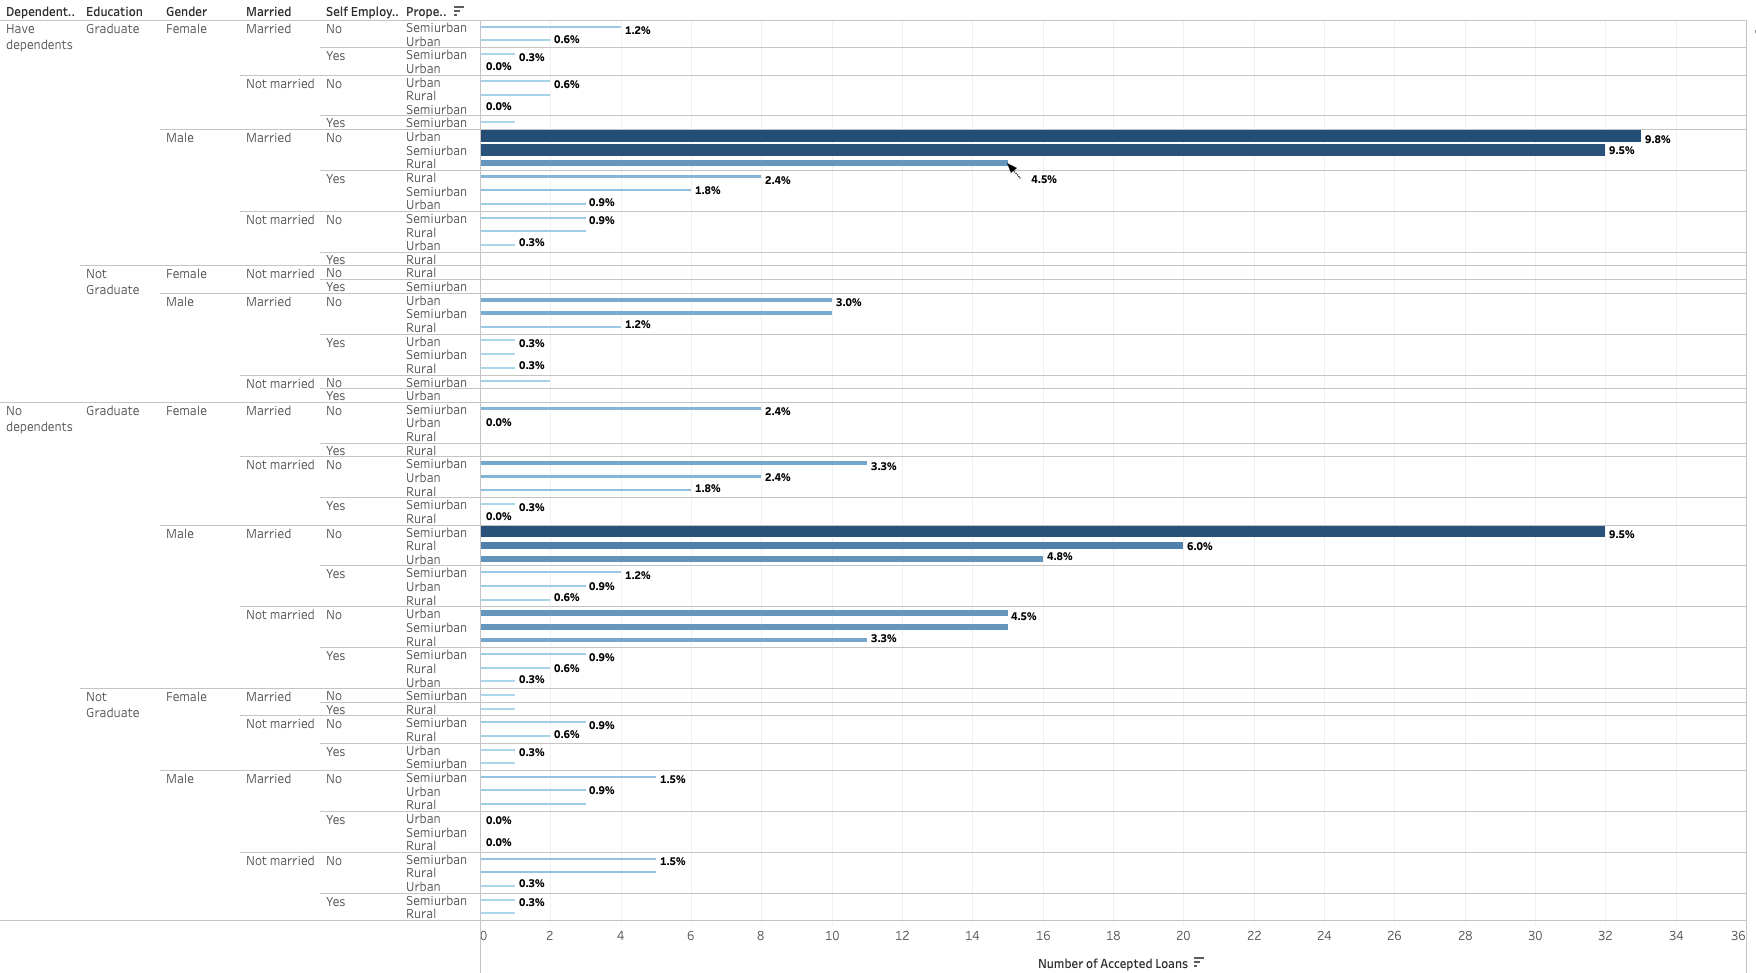 Dependent.. Education Gender Married Self Employ.. Prope..
Have dependents Graduate Female Married No Semiurban 1.2%
Urban 0.6%
Yes Semiurban 0.3%
Urban 0.0%
Not married No Urban 0.6%
Rural
Semiurban 0.0%
Yes Semiurban
Male Married No Urban 9.8%
Semiurban 9.5%
Rural 4.5%
Yes Rural 2.4%
Semiurban 1.8%
Urban 0.9%
Not married No Semiurban 0.9%
Rural
Urban 0.3%
Yes Rural
Not Graduate Female Not married No Rural
Yes Semiurban
Male Married No Urban 3.0%
Semiurban
Rural 1.2%
Yes Urban 0.3%
Semiurban
Rural 0.3%
Not married No Semiurban
Yes Urban
No dependents Graduate Female Married No Semiurban 2.4%
Urban 0.0%
Rural
Yes Rural
Not married No Semiurban 3.3%
Urban 2.4%
Rural 1.8%
Yes Semiurban 0.3%
Rural 0.0%
Male Married No Semiurban 9.5%
Rural 6.0%
Urban 4.8%
Yes Semiurban 1.2%
Urban 0.9%
Rural 0.6%
Not married No Urban 4.5%
Semiurban
Rural 3.3%
Yes Semiurban 0.9%
Rural 0.6%
Urban 0.3%
Not Graduate Female Married No Semiurban
Yes Rural
Not married No Semiurban 0.9%
Rural 0.6%
Yes Urban 0.3%
Semiurban
Male Married No Semiurban 1.5%
Urban 0.9%
Rural
Yes Urban 0.0%
Semiurban
Rural 0.0%
Not married No Semiurban 1.5%
Rural
Urban 0.3%
Yes Semiurban 0.3%
Rural
0 2 4 6 8 10 12 14 16 18 20 22 24 26 28 30 32 34 36
Number of Accepted Loans